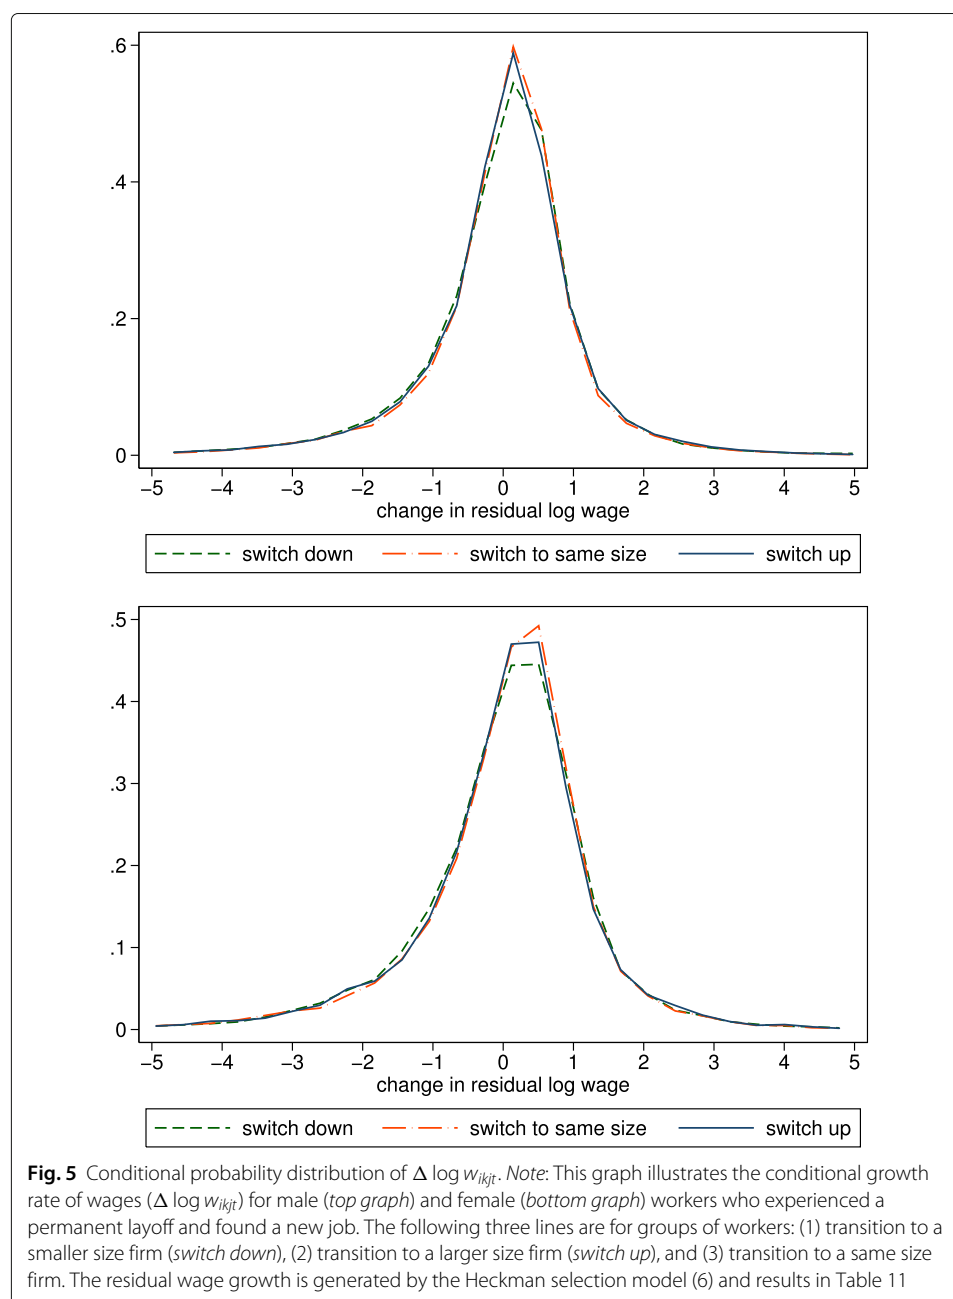 .6
.4
.2
0
−5 −4 −3 −2 −1 0 1 2 3 4 5
change in residual log wage
switch down switch to same size switch up
.5
.4
.3
.2
.1
0
−5 −4 −3 −2 −1 0 1 2 3 4 5
change in residual log wage
switch down switch to same size switch up
Fig. 5 Conditional probability distribution of Δ log wikjt. Note: This graph illustrates the conditional growth
rate of wages (Δ log wikjt) for male (top graph) and female (bottom graph) workers who experienced a
permanent layoff and found a new job. The following three lines are for groups of workers: (1) transition to a
smaller size firm (switch down), (2) transition to a larger size firm (switch up), and (3) transition to a same size
firm. The residual wage growth is generated by the Heckman selection model (6) and results in Table 11